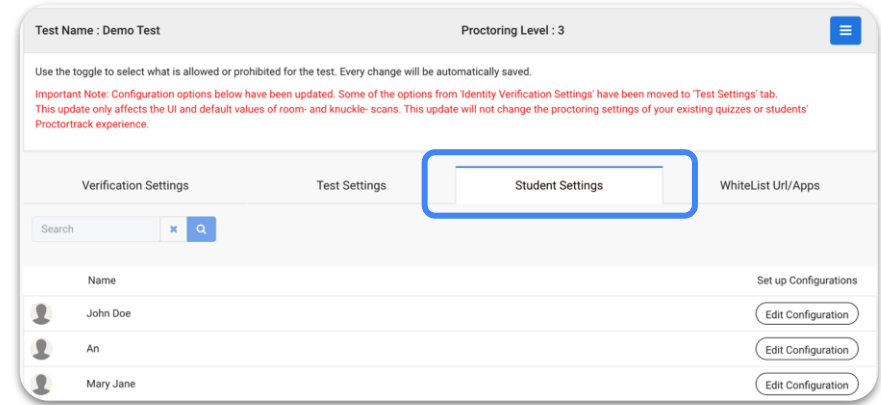 Test Name : Demo Test
Proctoring Level : 3
Use the toggle to select what is allowed or prohibited for the test. Every change will be automatically saved.
Important Note: Configuration options below have been updated. Some of the options from 'Identity Verification Settings' have been moved to 'Test Settings' tab.
This update only affects the UI and default values of room- and knuckle- scans. This update will not change the proctoring settings of your existing quizzes or students'
Proctortrack experience.
Verification Settings
Test Settings
Student Settings
WhiteList Url/Apps
Search
Name
Set up Configurations
John Doe
Edit Configuration
An
Edit Configuration
Mary Jane
Edit Configuration